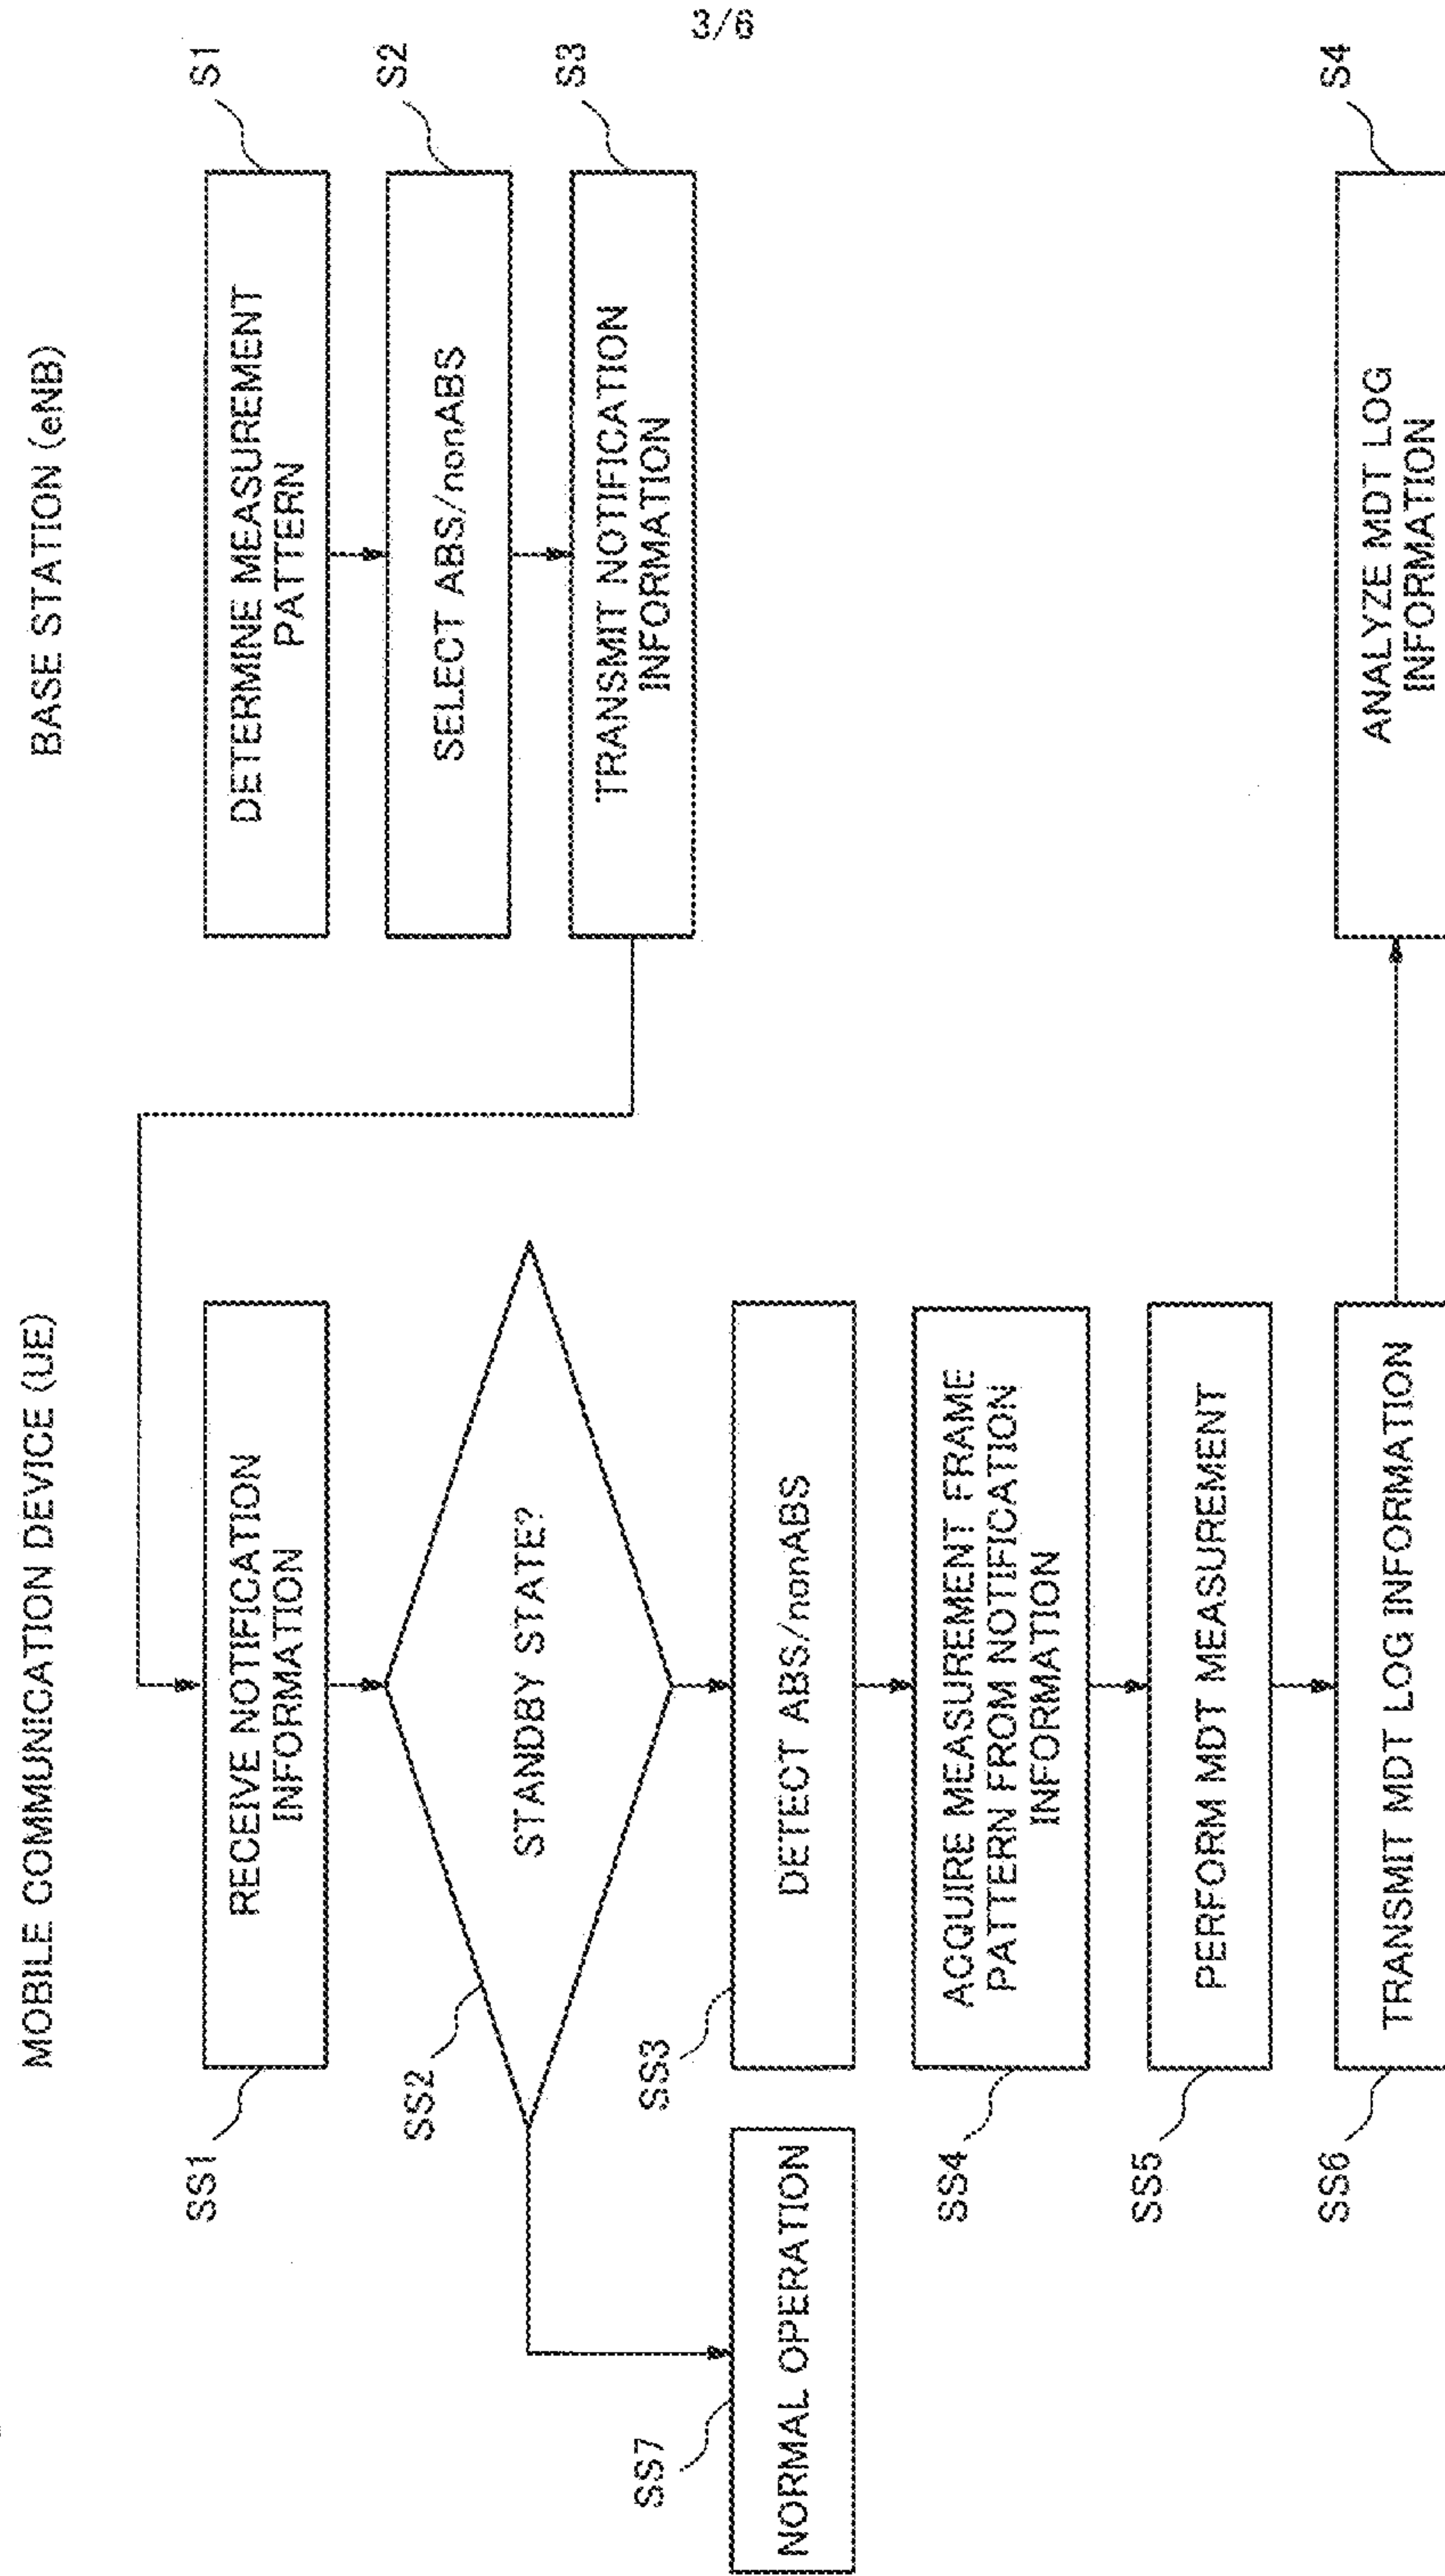 3/6
MOBILE COMMUNICATION DEVICE (UE)
BASE STATION (eNB)
SS1
RECEIVE NOTIFICATION
INFORMATION
SS2
STANDBY STATE?
SS7
NORMAL OPERATION
SS3
DETECT ABS/nonABS
SS4
ACQUIRE MEASUREMENT FRAME
PATTERN FROM NOTIFICATION
INFORMATION
SS5
PERFORM MDT MEASUREMENT
SS6
TRANSMIT MDT LOG INFORMATION
S1
DETERMINE MEASUREMENT
PATTERN
S2
SELECT ABS/nonABS
S3
TRANSMIT NOTIFICATION
INFORMATION
S4
ANALYZE MDT LOG
INFORMATION